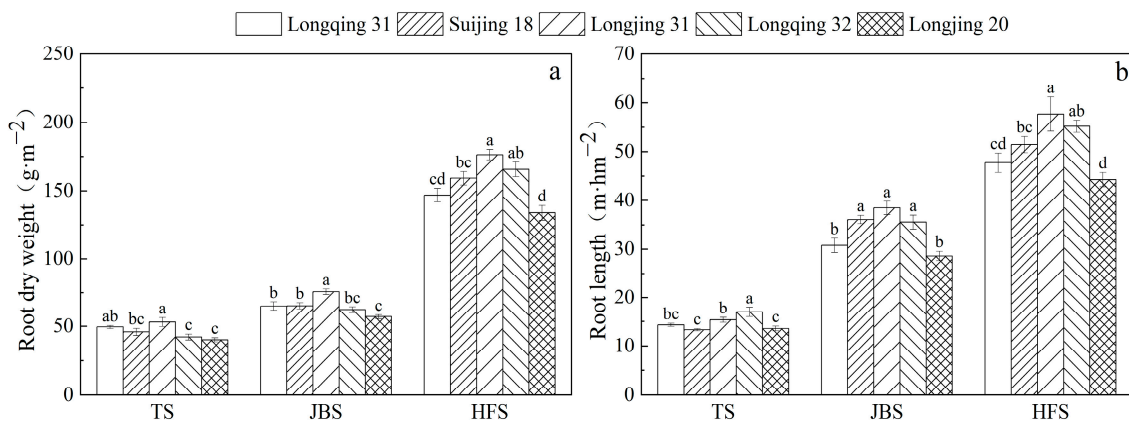 Longqing 31 Suijing 18 Longjing 31 Longqing 32 Longjing 20
a
Root dry weight（g·m−2）
250
200
150
100
50
0
ab bc a c c
b b a bc c
cd bc a ab d
TS JBS HFS
b
Root length（m·hm−2）
70
60
50
40
30
20
10
0
bc c b a c
b a a a b
cd bc a ab d
TS JBS HFS